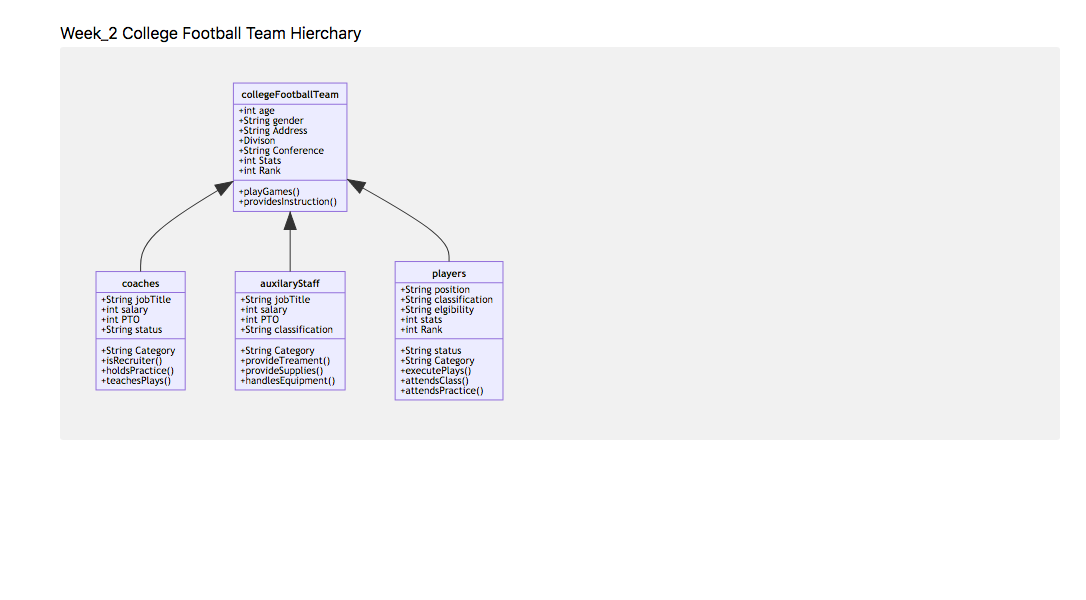 Week_2 College Football Team Hierchary
collegeFootballTeam
+int age
+String gender
+String Address
+Divison
+String Conference
+int Stats
+int Rank
+playGames()
+providesInstruction()
coaches
+String jobTitle
+int salary
+int PTO
+String status
+String Category
+isRecruiter()
+holdsPractice()
+teachesPlays()
auxilaryStaff
+String jobTitle
+int salary
+int PTO
+String classification
+String Category
+provideTreament()
+provideSupplies()
+handlesEquipment()
players
+String position
+String classification
+String elgibility
+int stats
+int Rank
+String status
+String Category
+executePlays()
+attendsClass()
+attendsPractice()